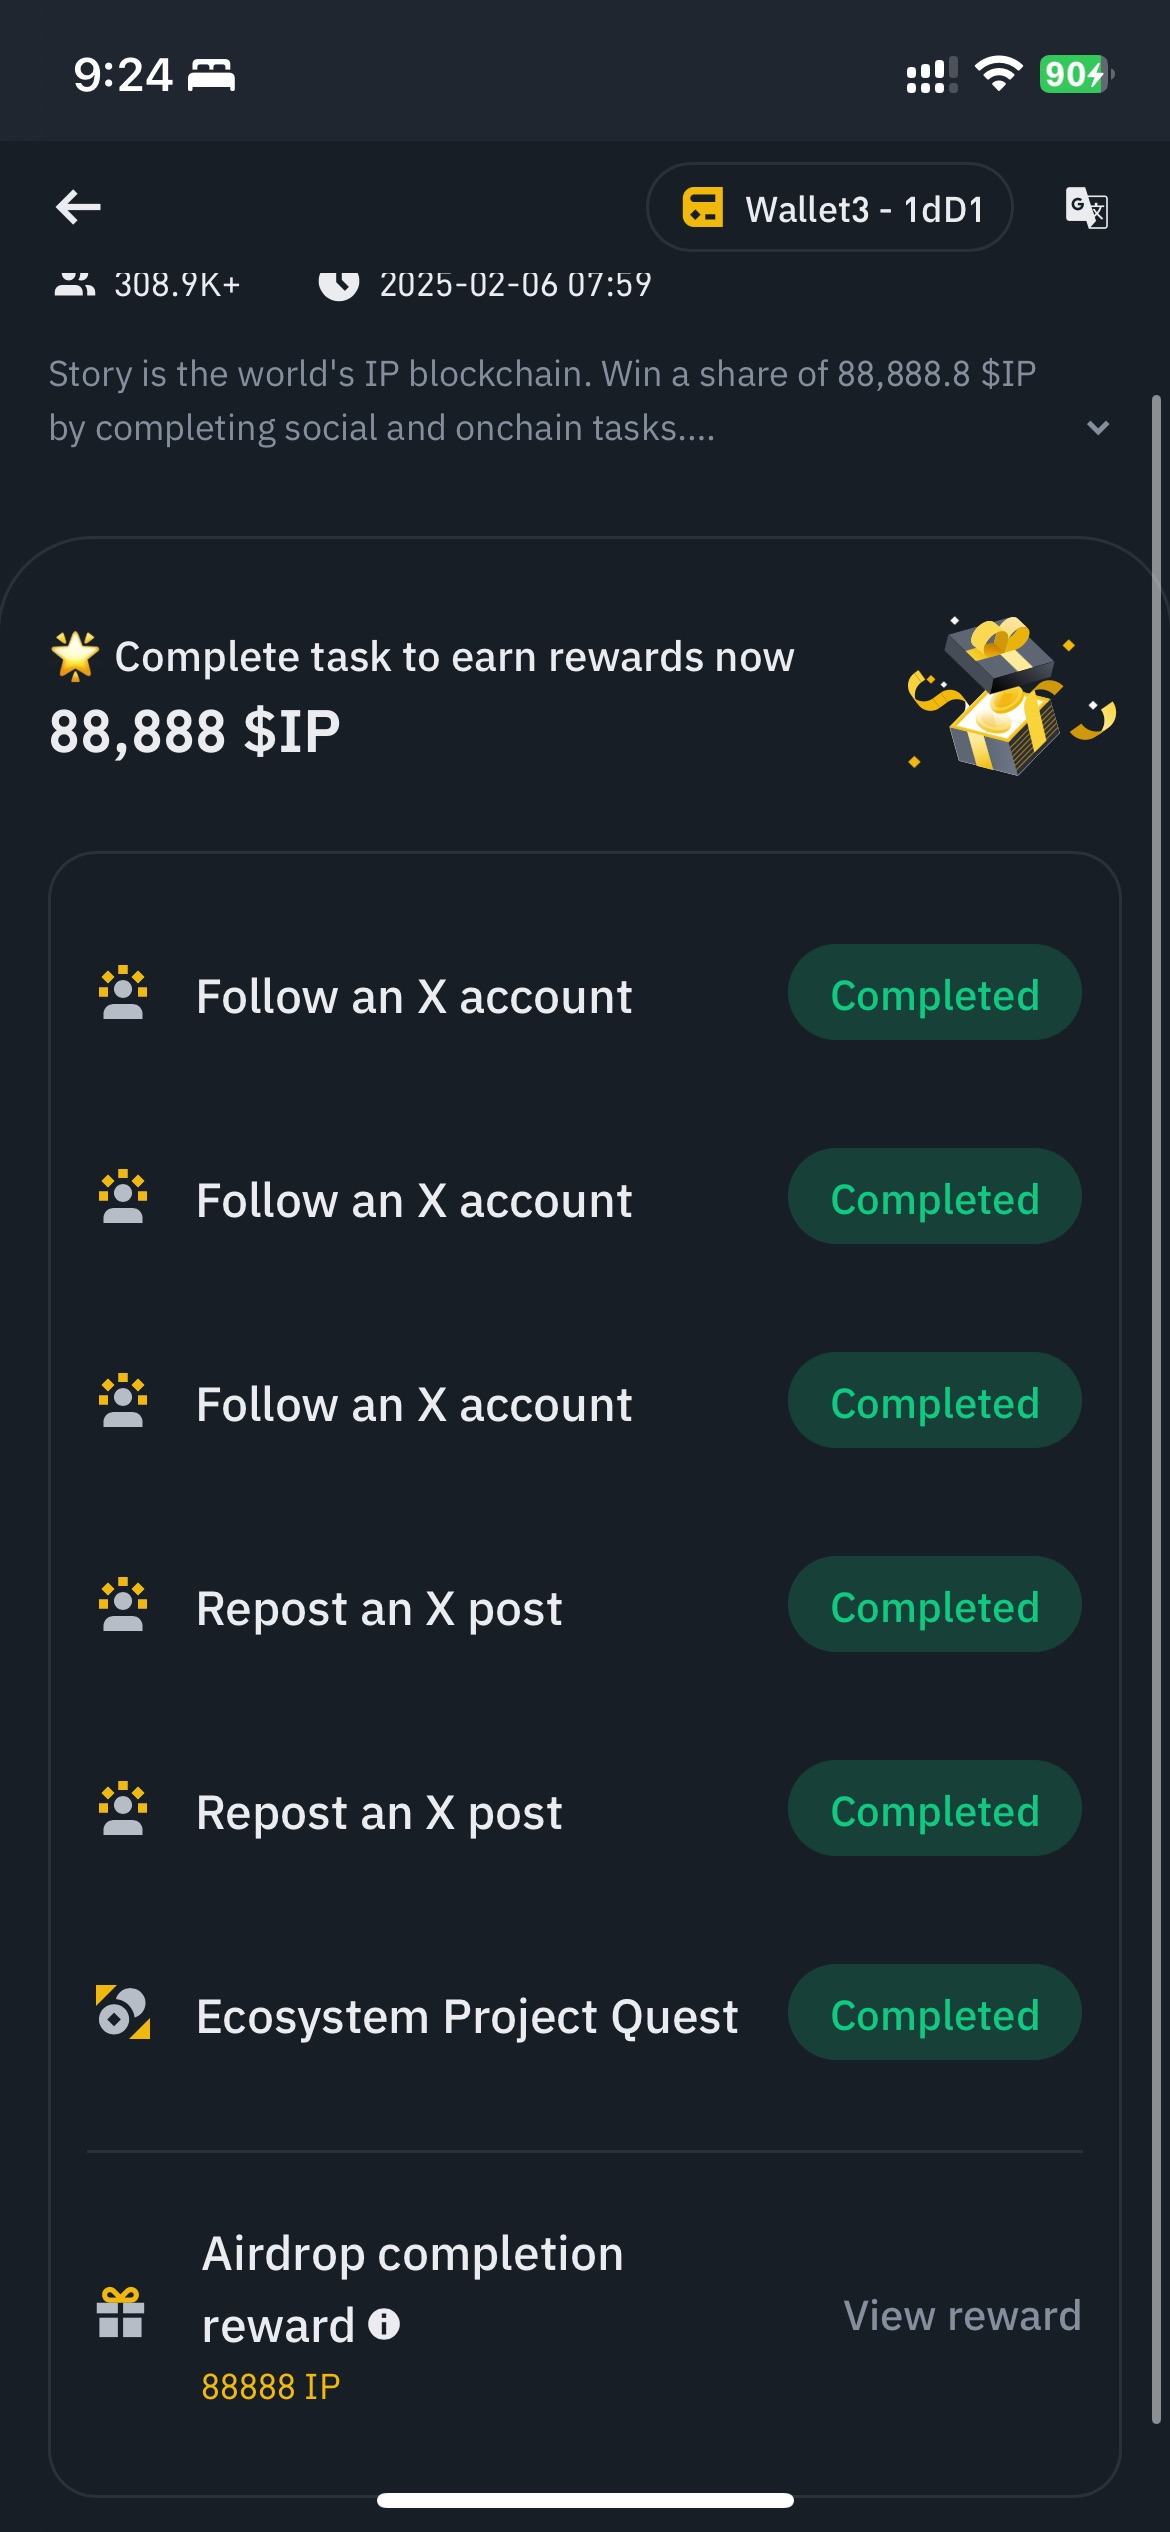 9:24
90
Wallet3 - 1dD1
308.9K+ 2025-02-06 07:59
Story is the world's IP blockchain. Win a share of 88,888.8 $IP
by completing social and onchain tasks....
Complete task to earn rewards now
88,888 $IP
Follow an X account Completed
Follow an X account Completed
Follow an X account Completed
Repost an X post Completed
Repost an X post Completed
Ecosystem Project Quest Completed
Airdrop completion
reward
View reward
88888 IP